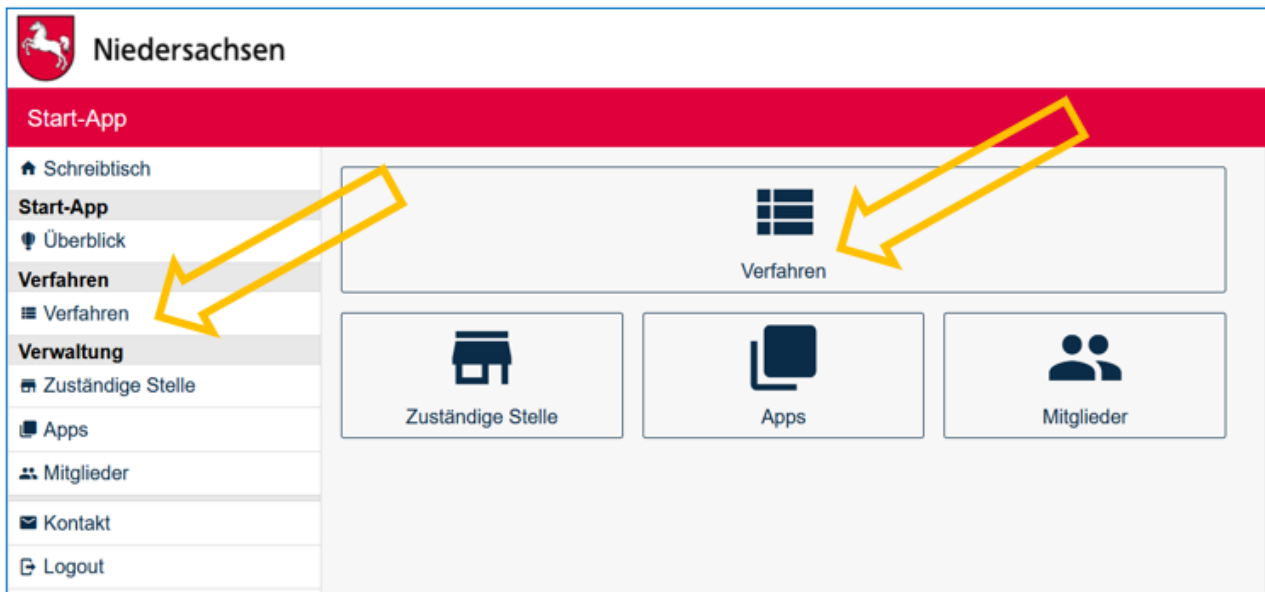 Niedersachsen
Start-App
Schreibtisch
Start-App
Überblick
Verfahren
Verfahren
Verwaltung
Zuständige Stelle
Apps
Mitglieder
Kontakt
Logout
Verfahren
Zuständige Stelle
Apps
Mitglieder